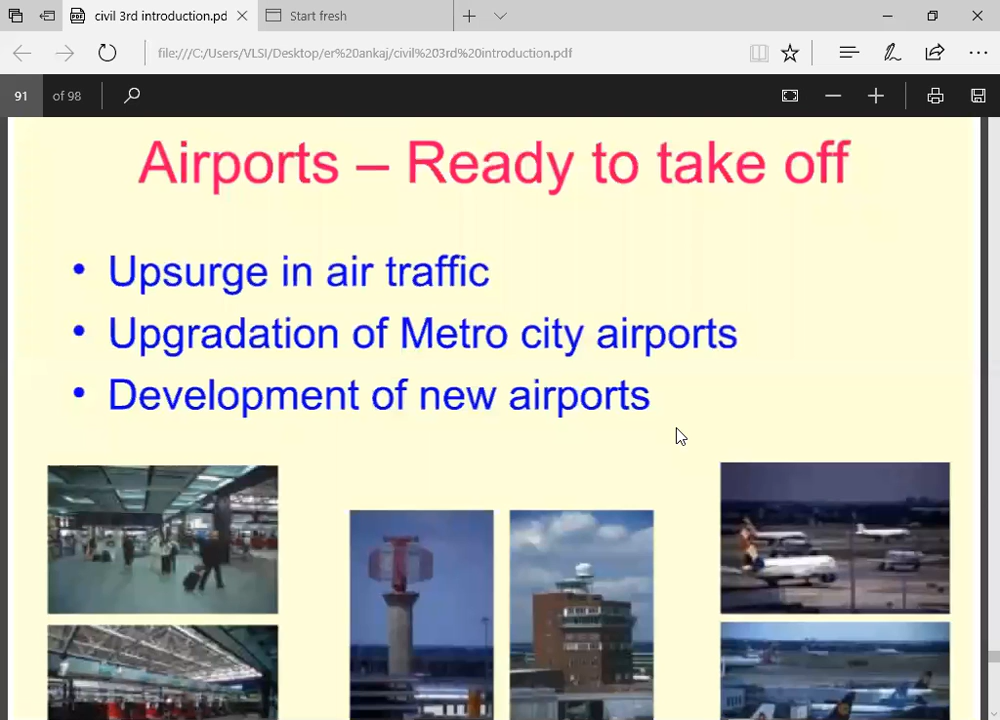 civil 3rd introduction.pd
Start fresh
file:///C:/Users/VLSI/Desktop/er%20ankaj/civil%203rd%20introduction.pdf
91 of 98
Airports – Ready to take off
• Upsurge in air traffic
• Upgradation of Metro city airports
• Development of new airports